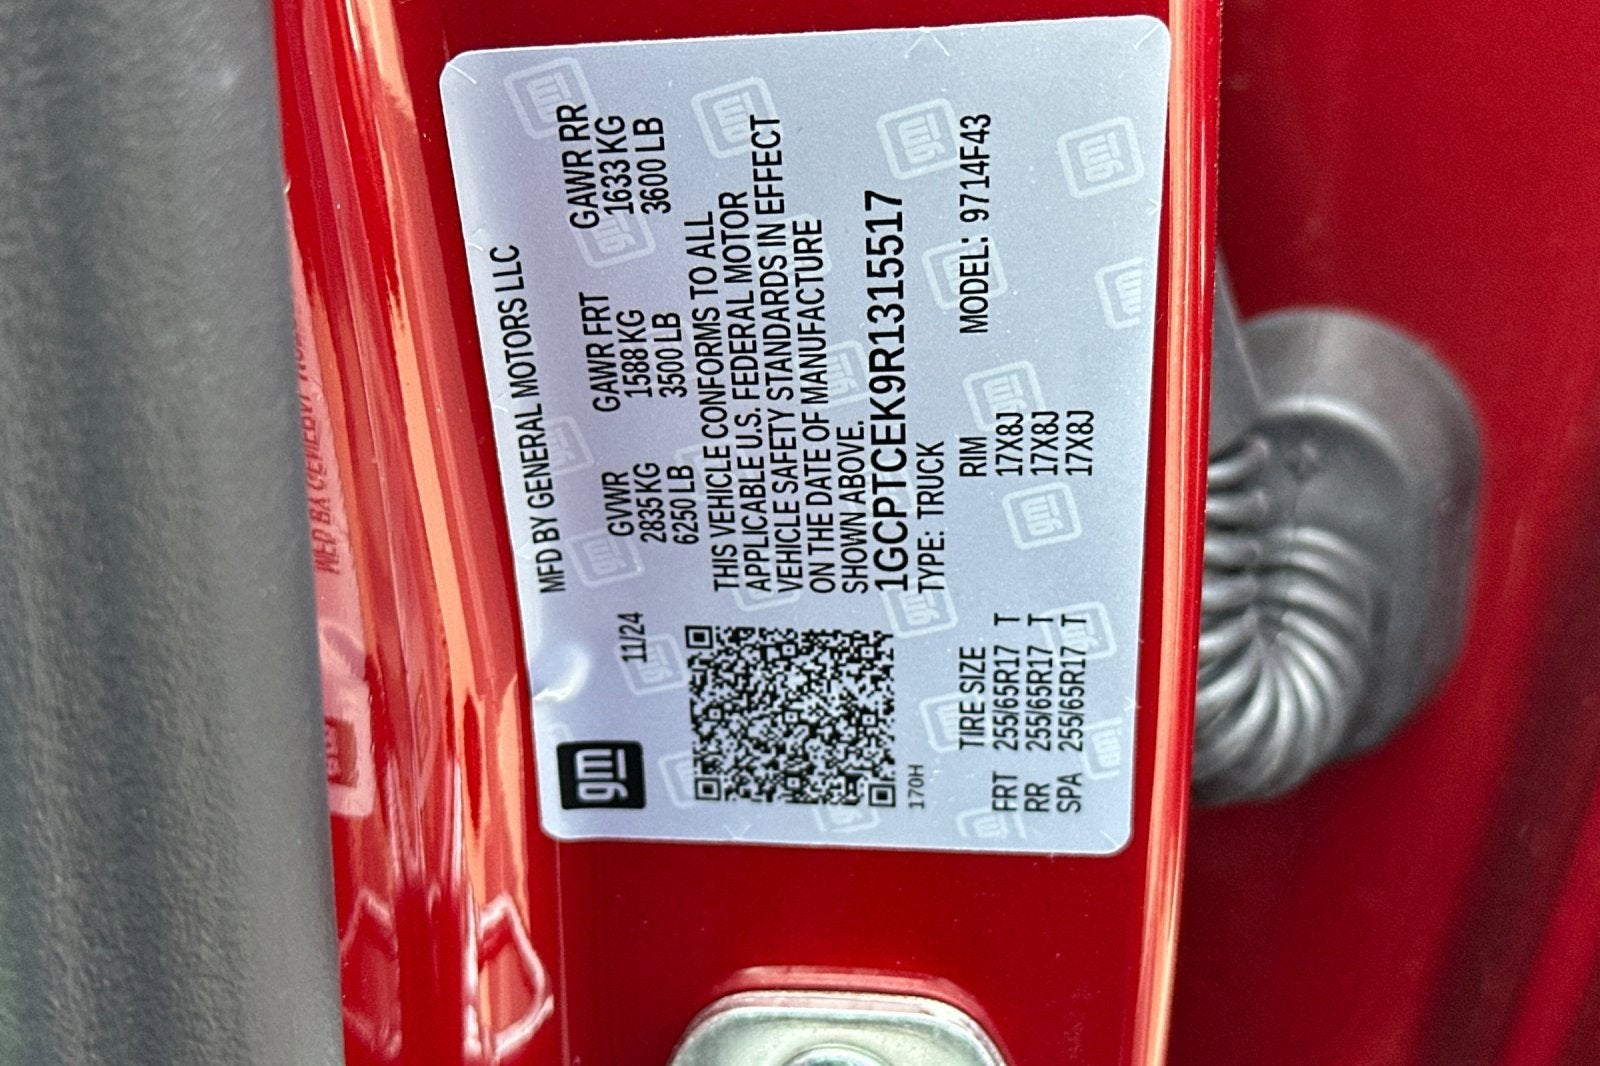 gm
11/24
MFD BY GENERAL MOTORS LLC
GVWR GAWR FRT GAWR RR
2835 KG 1588 KG 1633 KG
6250 LB 3500 LB 3600 LB
THIS VEHICLE CONFORMS TO ALL
APPLICABLE U.S. FEDERAL MOTOR
VEHICLE SAFETY STANDARDS IN EFFECT
ON THE DATE OF MANUFACTURE
SHOWN ABOVE.
1GCPTCEK9R1315517
TYPE: TRUCK
170H
TIRE SIZE RIM MODEL: 9714F43
FRT 255/65R17 T 17X8J
RR 255/65R17 T 17X8J
SPA 255/65R17 T 17X8J